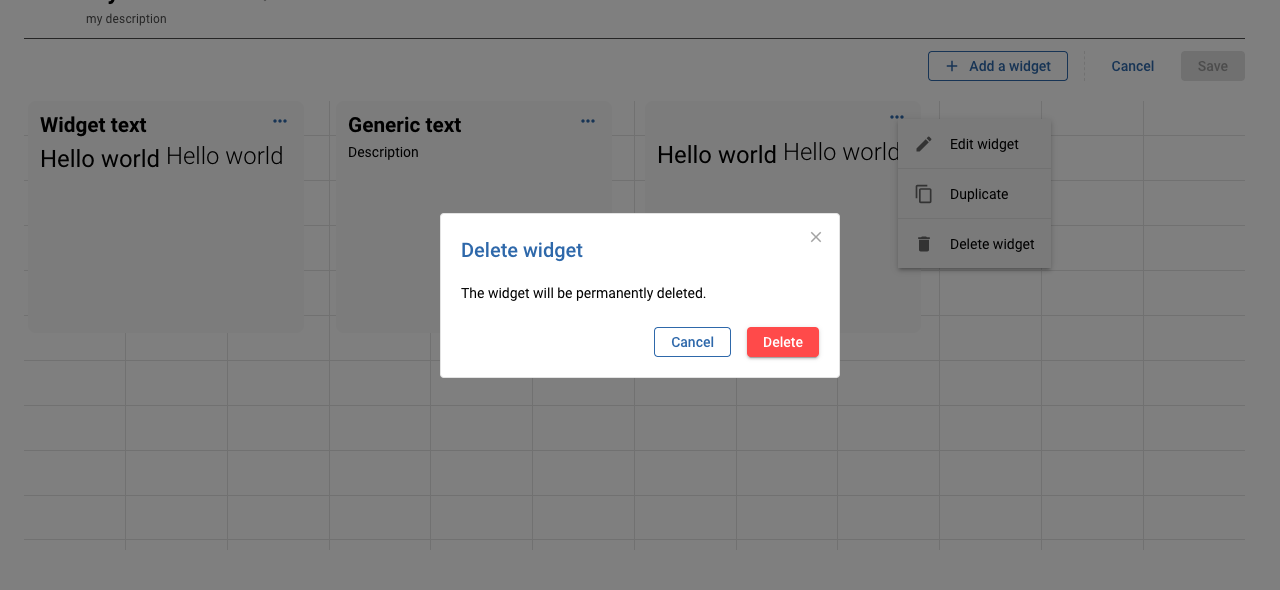 my description
Add a widget
Cancel
Save
Widget text
Hello world Hello world
Generic text
Description
Hello world Hello world
Edit widget
Duplicate
Delete widget
Delete widget
The widget will be permanently deleted.
Cancel
Delete